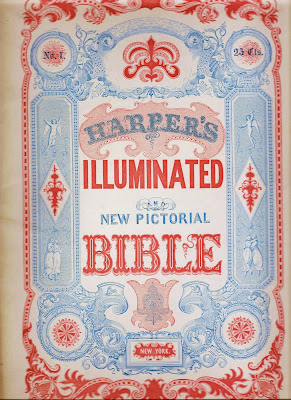 No. 1.
25 Cts.
HARPER'S
ILLUMINATED
AND
NEW PICTORIAL
BIBLE
NEW YORK.